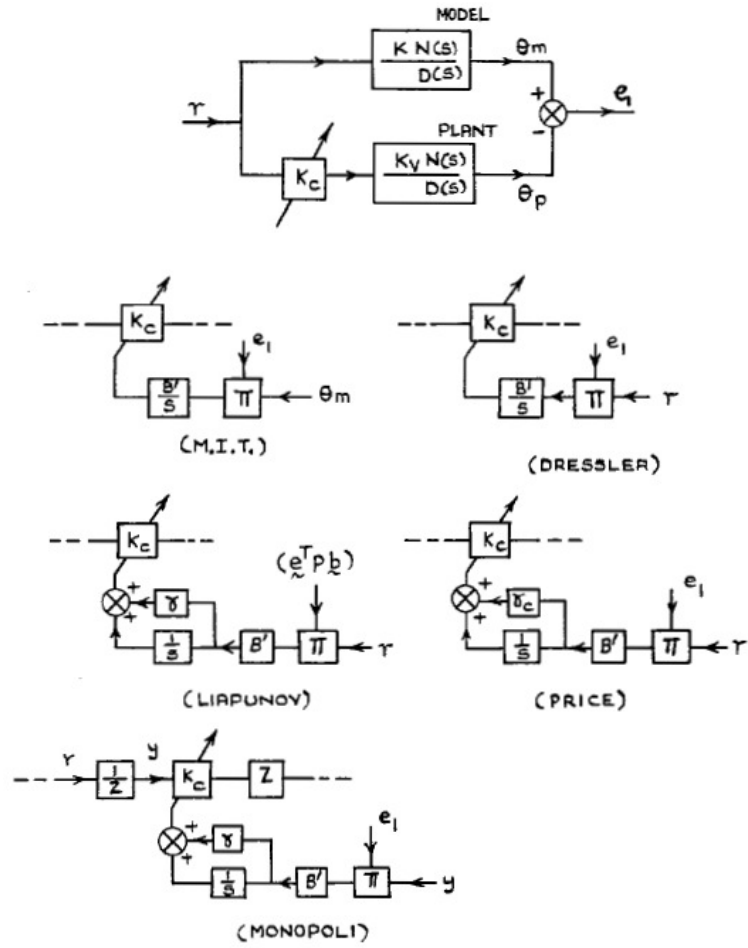 MODEL
K N(S)
D(S)
θm
+
r
e₁
PLANT
-
Kc
Kv N(S)
D(S)
θp
Kc
e₁
B'
S
Π
θm
(M.I.T.)
Kc
e₁
B'
S
Π
r
(DRESSLER)
Kc
(e^T P b)
+
+
γ
1
S
B'
Π
r
(LIAPUNOV)
Kc
e₁
+
+
γc
1
S
B'
Π
r
(PRICE)
r
1
Z
y
Kc
Z
e₁
+
+
γ
1
S
B'
Π
y
(MONOPOLI)